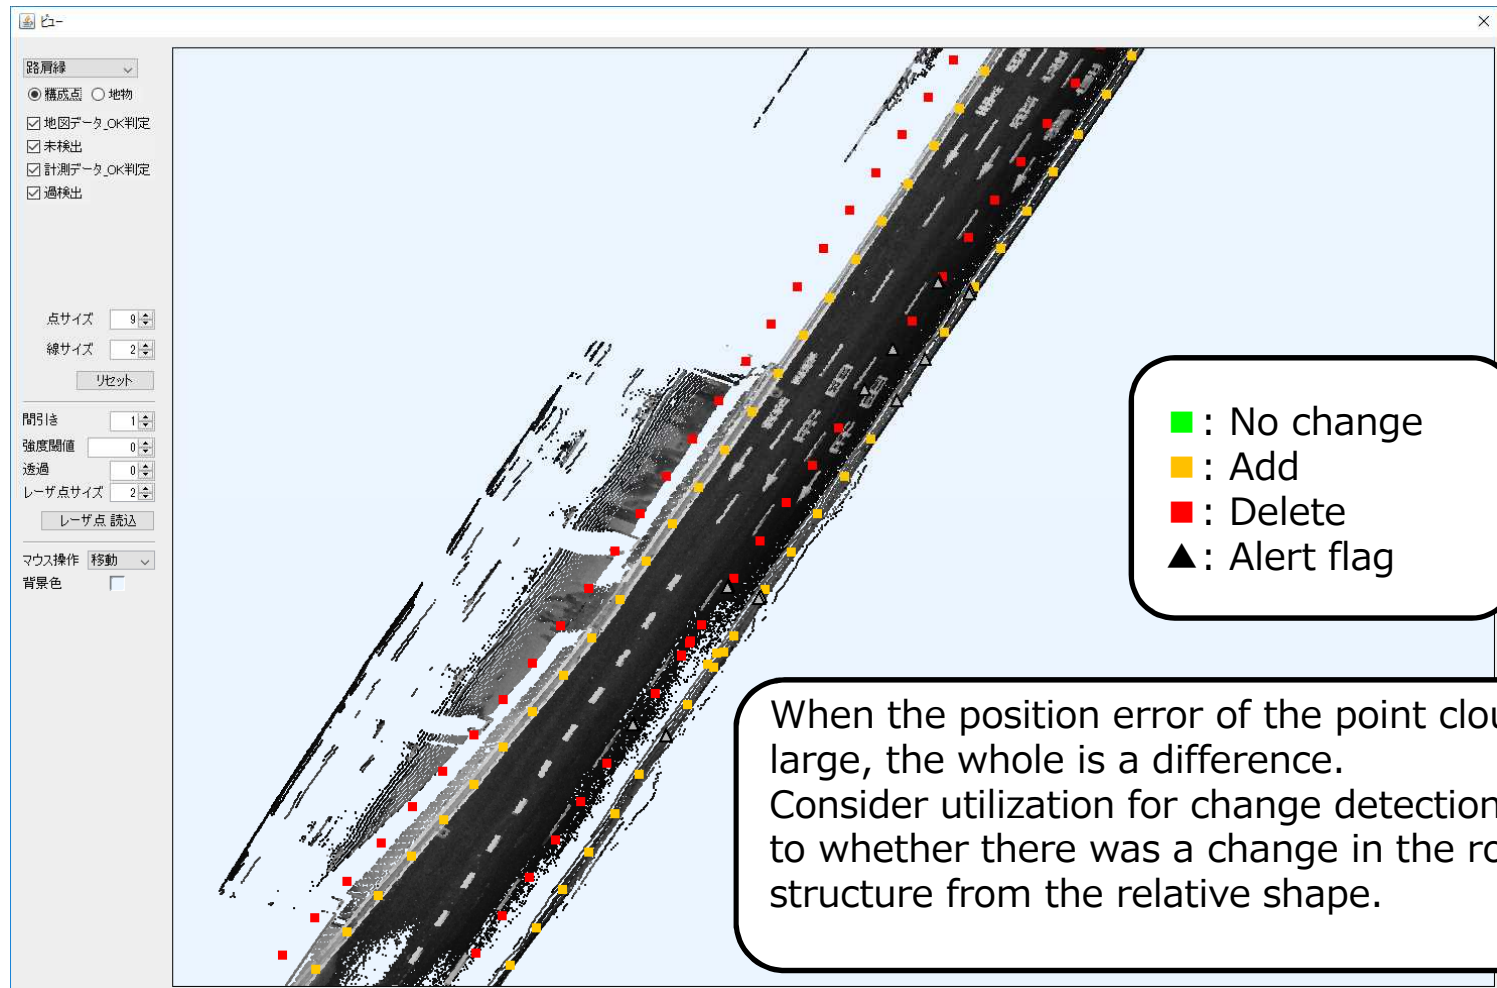 ビュー
路肩縁
構成点 地物
地図データ_OK判定
未検出
計測データ_OK判定
過検出
点サイズ 9
線サイズ 2
リセット
間引き 1
強度閾値 0
透過 0
レーザ点サイズ 2
レーザ点 読込
マウス操作 移動
背景色
: No change
: Add
: Delete
: Alert flag
When the position error of the point clou
large, the whole is a difference.
Consider utilization for change detection
to whether there was a change in the ro
structure from the relative shape.